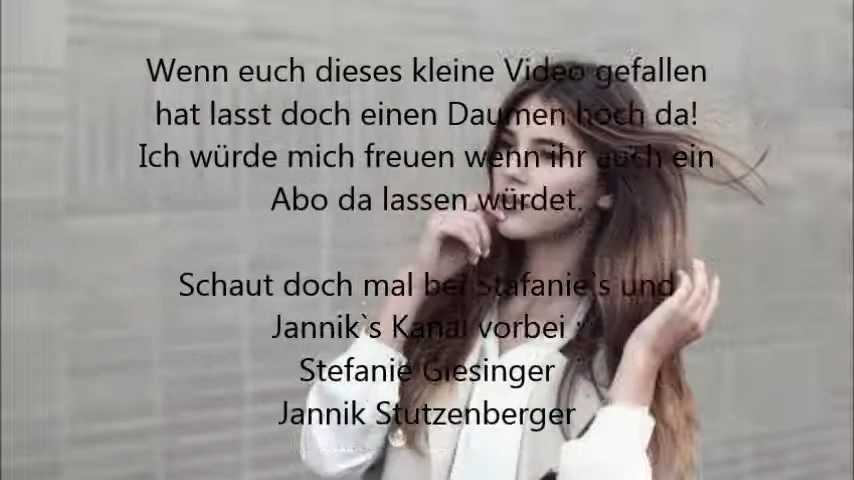 Wenn euch dieses kleine Video gefallen
hat lasst doch einen Daumen hoch da!
Ich würde mich freuen wenn ihr auch ein
Abo da lassen würdet.
Schaut doch mal bei Stafanie`s und
Jannik`s Kanal vorbei :)
Stefanie Giesinger
Jannik Stutzenberger